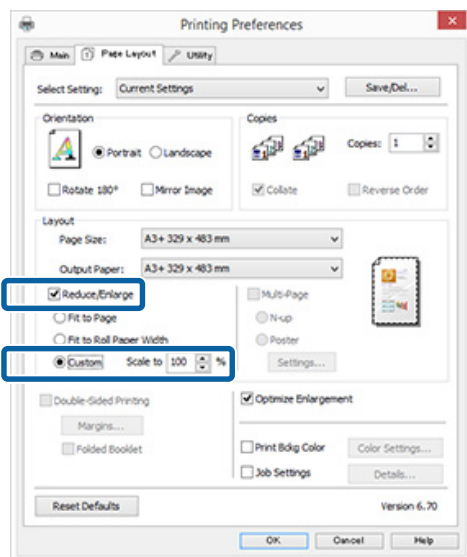 Printing Preferences
Main Page Layout Utility
Select Setting: Current Settings Save/Del...
Orientation
Portrait Landscape
Rotate 180° Mirror Image
Copies
Copies: 1
Collate Reverse Order
Layout
Page Size: A3+ 329 x 483 mm
Output Paper: A3+ 329 x 483 mm
Reduce/Enlarge
Fit to Page
Fit to Roll Paper Width
Custom Scale to 100 %
Multi-Page
N-up
Poster
Settings...
Double-Sided Printing
Margins...
Folded Booklet
Optimize Enlargement
Print Bckg Color Color Settings...
Job Settings Details...
Reset Defaults Version 6.70
OK Cancel Help